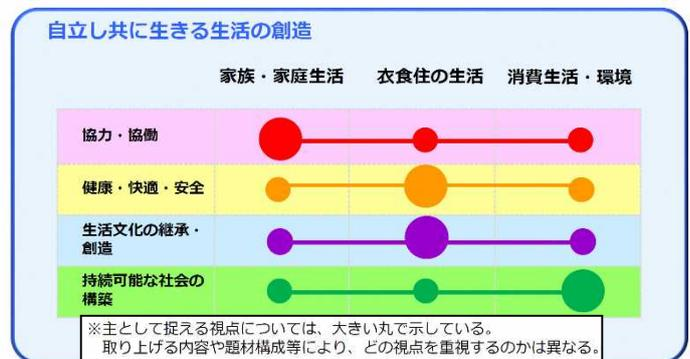 自立し共に生きる生活の創造
家族・家庭生活 衣食住の生活 消費生活・環境
協力・協働
健康・快適・安全
生活文化の継承・
創造
持続可能な社会の
構築
※主として捉える視点については、大きい丸で示している。
取り上げる内容や題材構成等により、どの視点を重視するのかは異なる。